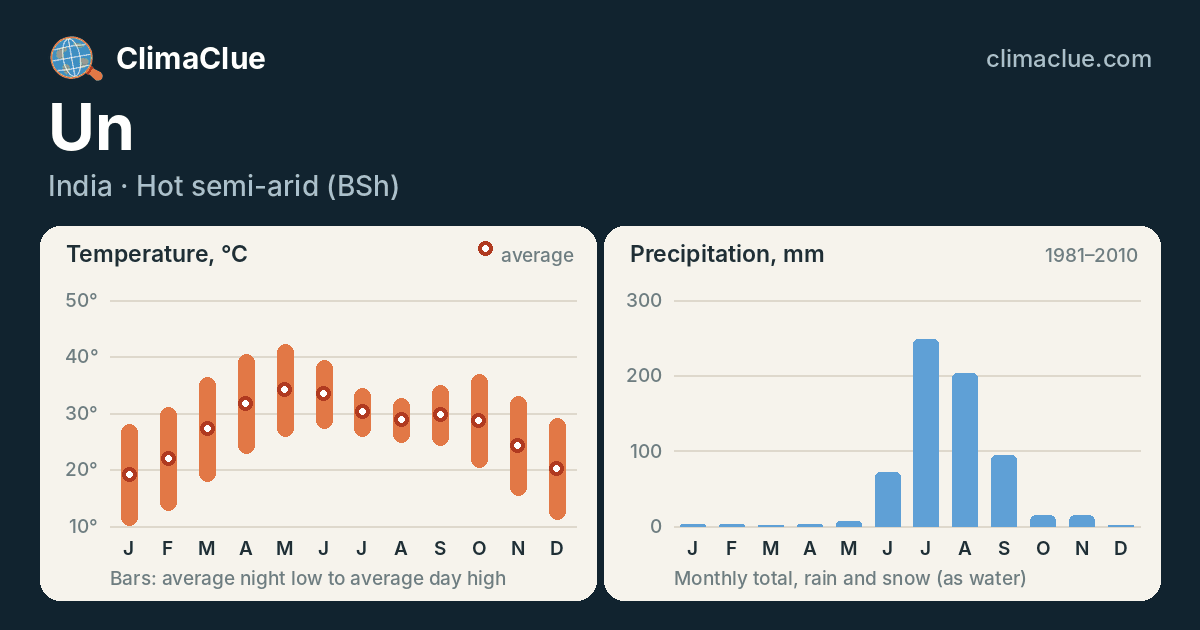 ClimaClue
climaclue.com
Un
India · Hot semi-arid (BSh)
Temperature, °C
average
50°
40°
30°
20°
10°
J F M A M J J A S O N D
Bars: average night low to average day high
Precipitation, mm
1981–2010
300
200
100
0
J F M A M J J A S O N D
Monthly total, rain and snow (as water)